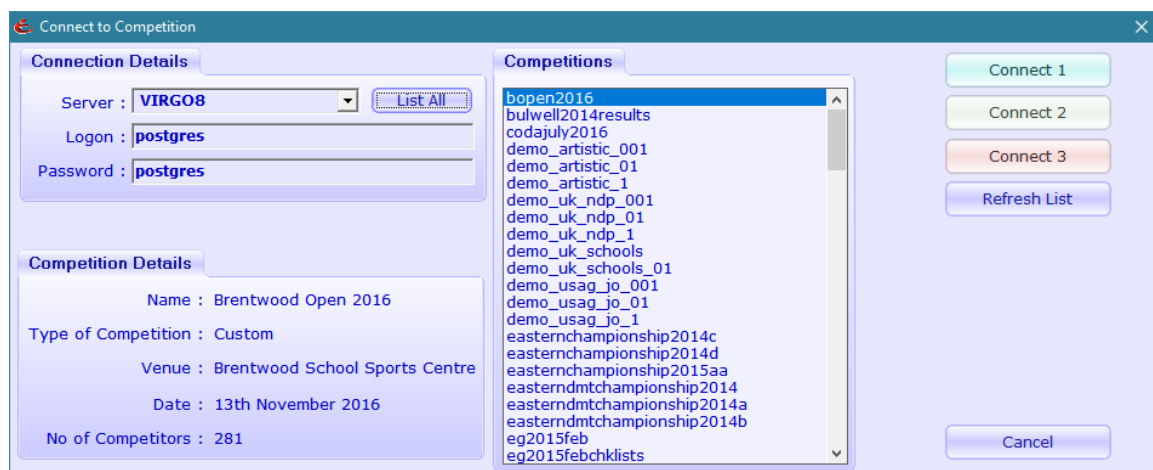 Connect to Competition
Connection Details
Server : VIRGO8
List All
Logon : postgres
Password : postgres
Competition Details
Name : Brentwood Open 2016
Type of Competition : Custom
Venue : Brentwood School Sports Centre
Date : 13th November 2016
No of Competitors : 281
Competitions
bopen2016
bulwell2014results
codajuly2016
demo_artistic_001
demo_artistic_01
demo_artistic_1
demo_uk_ndp_001
demo_uk_ndp_01
demo_uk_ndp_1
demo_uk_schools
demo_uk_schools_01
demo_usag_jo_001
demo_usag_jo_01
demo_usag_jo_1
easternchampionship2014c
easternchampionship2014d
easternchampionship2015aa
easterndmtchampionship2014
easterndmtchampionship2014a
easterndmtchampionship2014b
eg2015feb
eg2015febchklists
Connect 1
Connect 2
Connect 3
Refresh List
Cancel